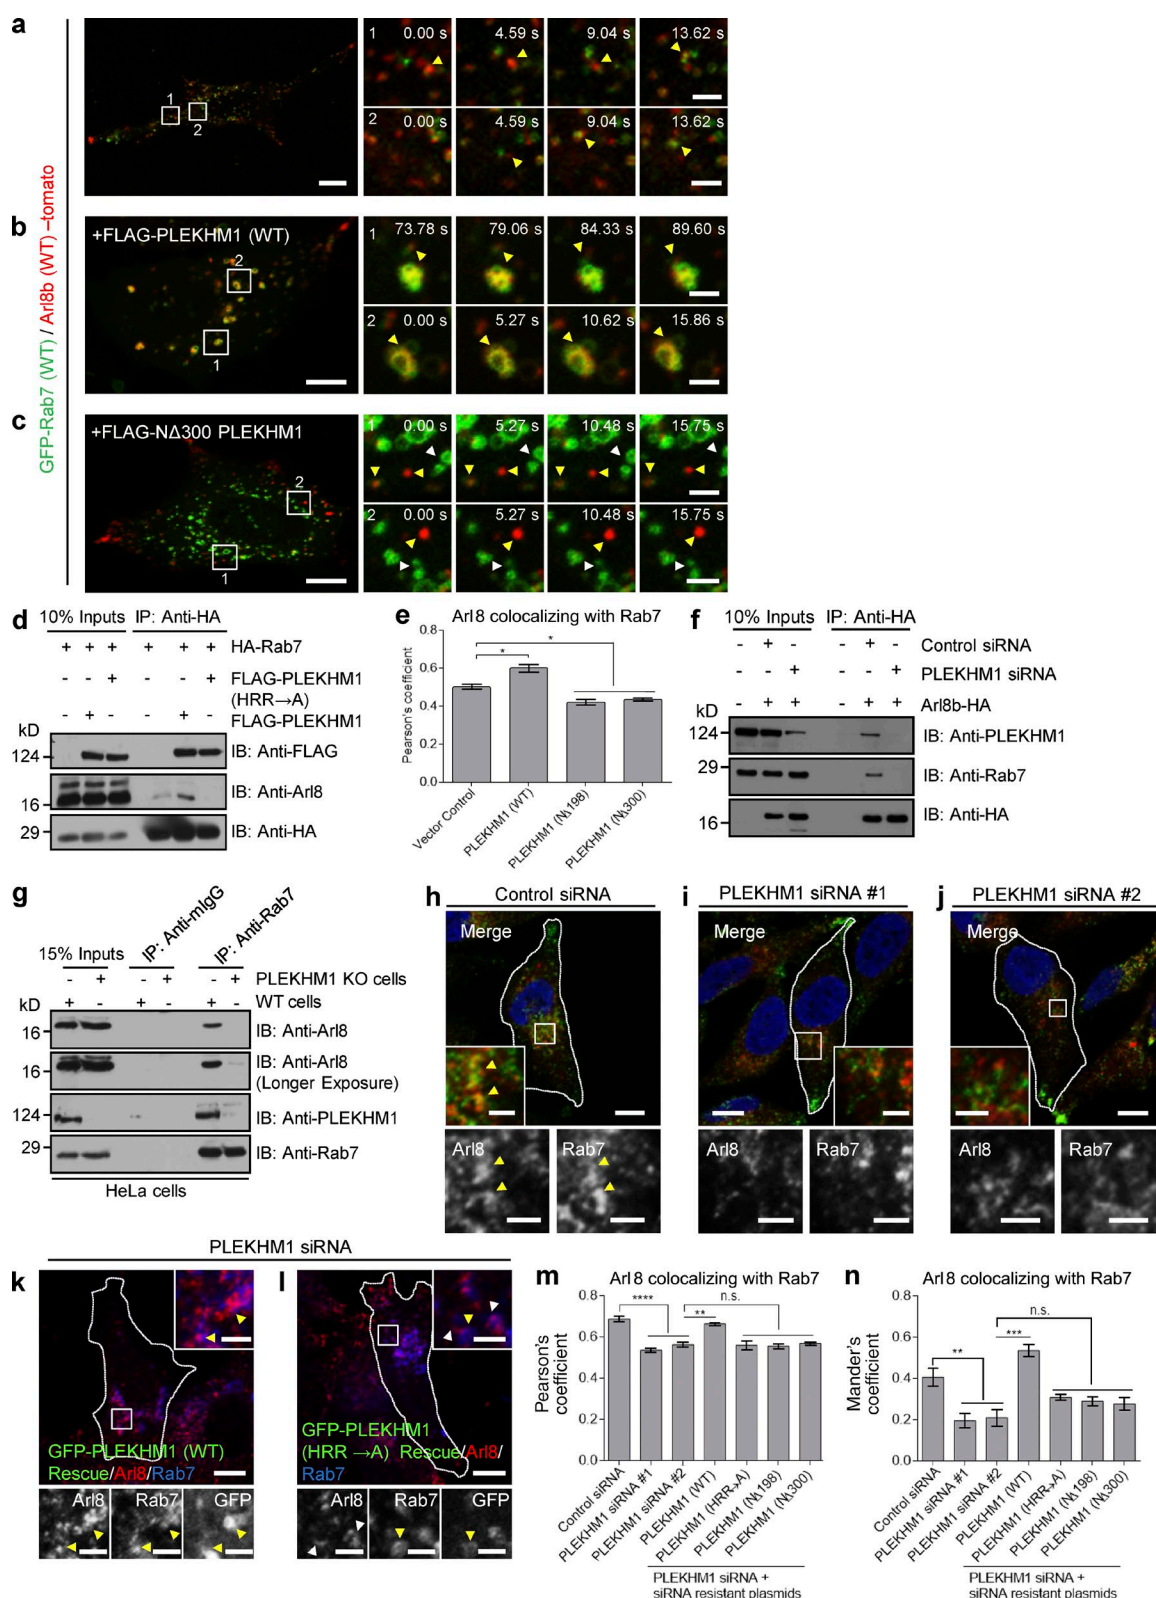 a
GFP-Rab7 (WT) / Arl8b (WT) –tomato
1
2
1 0.00 s 4.59 s 9.04 s 13.62 s
2 0.00 s 4.59 s 9.04 s 13.62 s
b
+FLAG-PLEKHM1 (WT)
2
1
1 73.78 s 79.06 s 84.33 s 89.60 s
2 0.00 s 5.27 s 10.62 s 15.86 s
c
+FLAG-NΔ300 PLEKHM1
2
1
1 0.00 s 5.27 s 10.48 s 15.75 s
2 0.00 s 5.27 s 10.48 s 15.75 s
d
10% Inputs IP: Anti-HA
+ + + + + + HA-Rab7
- - + - - + FLAG-PLEKHM1
(HRR→A)
- + - - + - FLAG-PLEKHM1
kD
124 IB: Anti-FLAG
16 IB: Anti-Arl8
29 IB: Anti-HA
e
Arl8 colocalizing with Rab7
Pearson's coefficient
0.8
0.6
0.4
0.2
0.0
*
*
Vector Control
PLEKHM1 (WT)
PLEKHM1 (NΔ198)
PLEKHM1 (NΔ300)
f
10% Inputs IP: Anti-HA
- + - - + - Control siRNA
- - + - - + PLEKHM1 siRNA
- + + - + + Arl8b-HA
kD
124 IB: Anti-PLEKHM1
29 IB: Anti-Rab7
16 IB: Anti-HA
g
15% Inputs
IP: Anti-mIgG
IP: Anti-Rab7
- + - + - + PLEKHM1 KO cells
+ - + - + - WT cells
kD
16 IB: Anti-Arl8
16 IB: Anti-Arl8
(Longer Exposure)
124 IB: Anti-PLEKHM1
29 IB: Anti-Rab7
HeLa cells
h
Control siRNA
Merge
Arl8
Rab7
i
PLEKHM1 siRNA #1
Merge
Arl8
Rab7
j
PLEKHM1 siRNA #2
Merge
Arl8
Rab7
PLEKHM1 siRNA
k
GFP-PLEKHM1 (WT)
Rescue/Arl8/Rab7
Arl8
Rab7
GFP
l
GFP-PLEKHM1
(HRR →A) Rescue/Arl8/
Rab7
Arl8
Rab7
GFP
m
Arl8 colocalizing with Rab7
Pearson's
coefficient
0.8
0.6
0.4
0.2
0.0
****
**
n.s.
Control siRNA
PLEKHM1 siRNA #1
PLEKHM1 siRNA #2
PLEKHM1 (WT)
PLEKHM1 (HRR→A)
PLEKHM1 (NΔ198)
PLEKHM1 (NΔ300)
PLEKHM1 siRNA +
siRNA resistant plasmids
n
Arl8 colocalizing with Rab7
Mander's
coefficient
0.8
0.6
0.4
0.2
0.0
**
***
n.s.
Control siRNA
PLEKHM1 siRNA #1
PLEKHM1 siRNA #2
PLEKHM1 (WT)
PLEKHM1 (HRR→A)
PLEKHM1 (NΔ198)
PLEKHM1 (NΔ300)
PLEKHM1 siRNA +
siRNA resistant plasmids